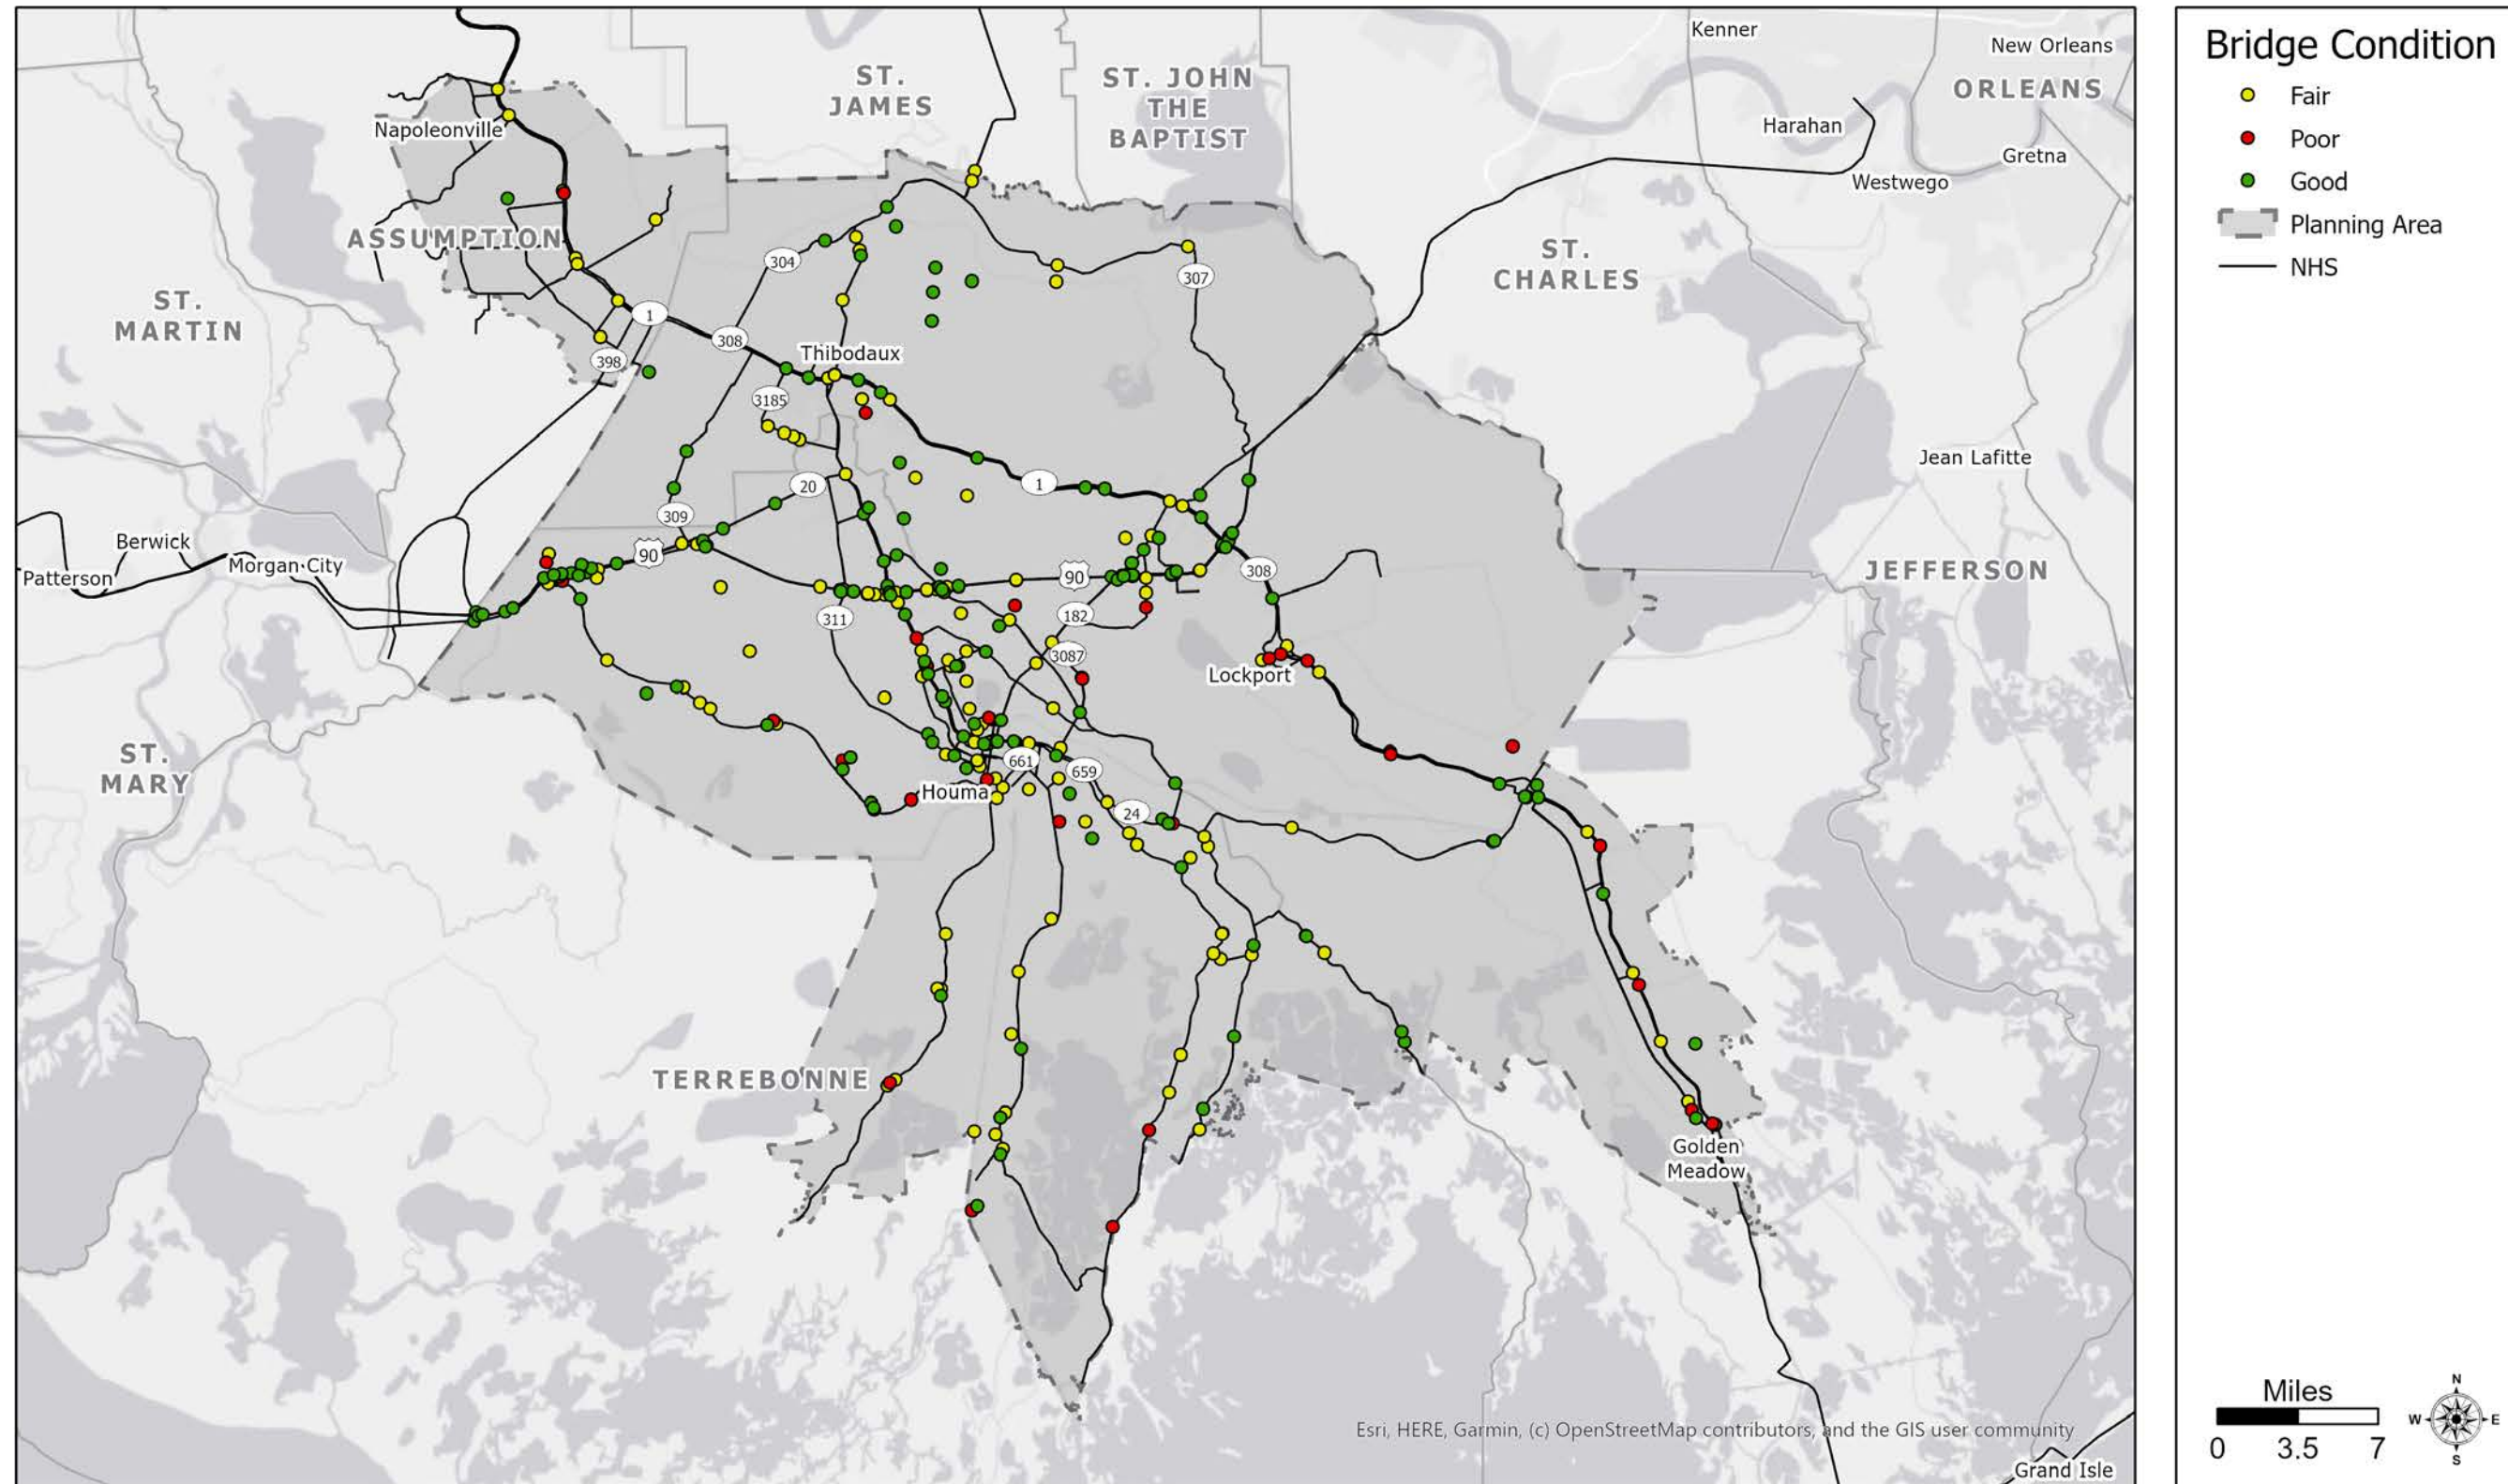 Kenner
New Orleans
ORLEANS
ST.
JAMES
ST. JOHN
THE
BAPTIST
Harahan
Gretna
Westwego
Napoleonville
ASSUMPTION
ST.
CHARLES
304
307
ST.
MARTIN
1
308
398
Thibodaux
3185
Jean Lafitte
20
1
309
Berwick
90
Morgan City
Patterson
90
308
JEFFERSON
311
182
3087
Lockport
ST.
MARY
661
659
Houma
24
TERREBONNE
Golden
Meadow
Esri, HERE, Garmin, (c) OpenStreetMap contributors, and the GIS user community
Grand Isle
Bridge Condition
Fair
Poor
Good
Planning Area
NHS
Miles
0 3.5 7
N
W E
S